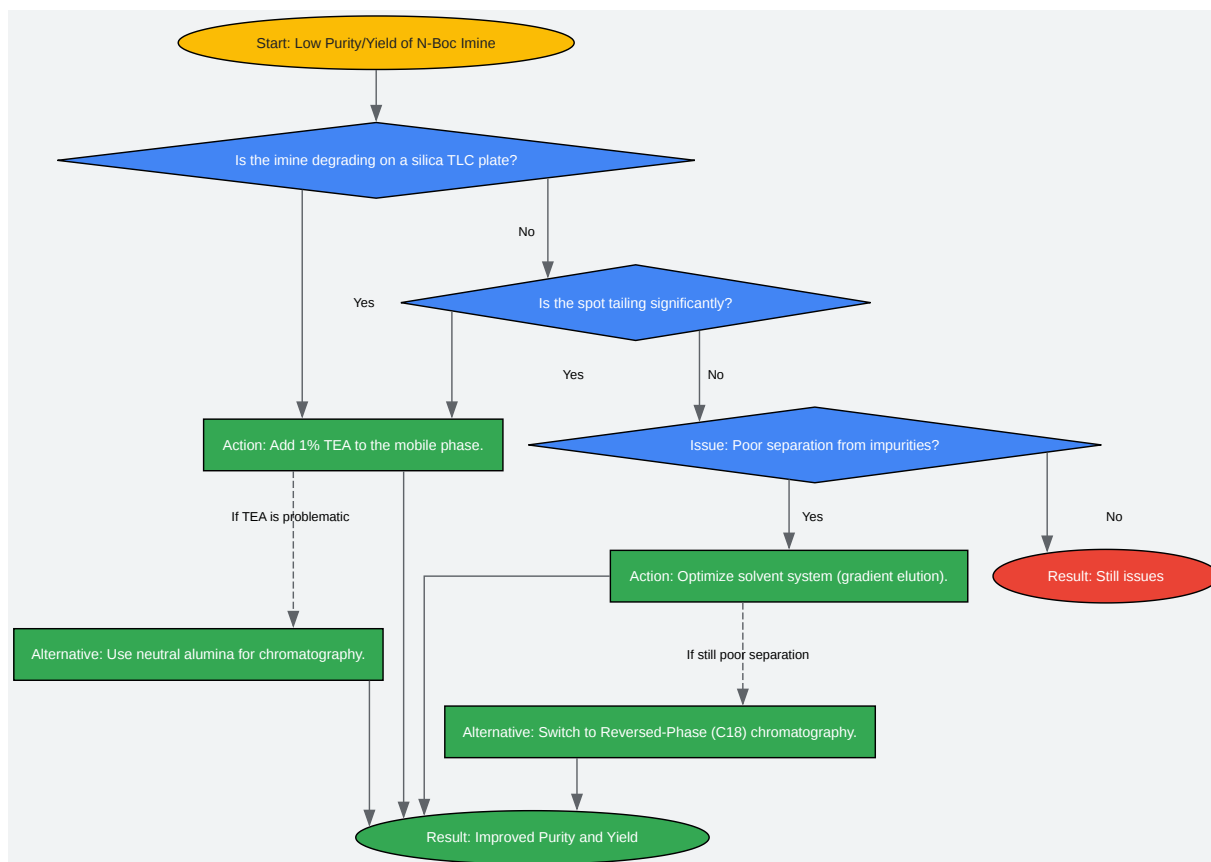 Start: Low Purity/Yield of N-Boc Imine
Is the imine degrading on a silica TLC plate?
No
Yes
Is the spot tailing significantly?
Yes
No
Action: Add 1% TEA to the mobile phase.
Issue: Poor separation from impurities?
If TEA is problematic
Yes
No
Action: Optimize solvent system (gradient elution).
Result: Still issues
Alternative: Use neutral alumina for chromatography.
If still poor separation
Alternative: Switch to Reversed-Phase (C18) chromatography.
Result: Improved Purity and Yield